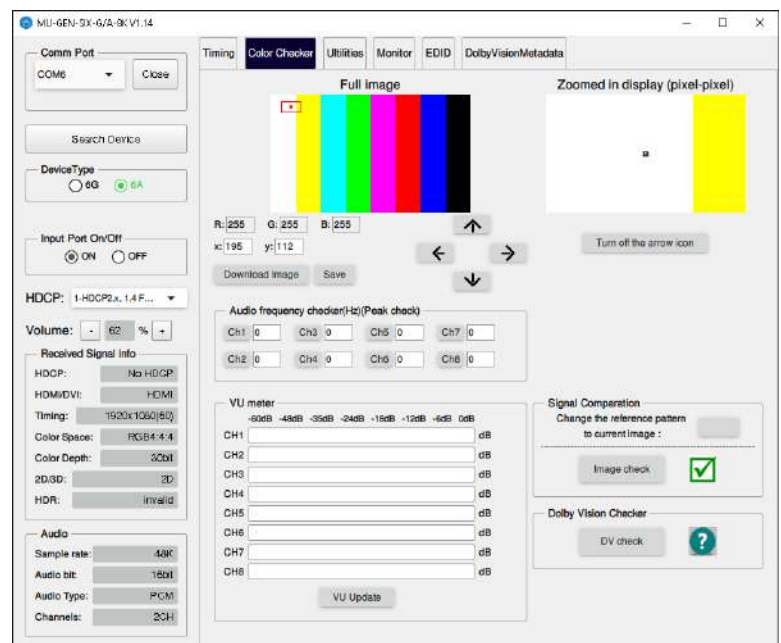 MU-GEN-SIX-G/A-8K V1.14
Comm Port
COM6 Close
Search Device
DeviceType
6G 6A
Input Port On/Off
ON OFF
HDCP: 1-HDCP2.x, 1.4 F...
Volume: - 62 % +
Received Signal Info
HDCP: No HDCP
HDMI/DVI: HDMI
Timing: 1920x1080(60)
Color Space: RGB4:4:4
Color Depth: 30bit
2D/3D: 2D
HDR: invalid
Audio
Sample rate: 48K
Audio bit: 16bit
Audio Type: PCM
Channels: 2CH
Timing Color Checker Ultilities Monitor EDID DolbyVisionMetadata
Full image
R: 255 G: 255 B: 255
x: 195 y: 112
Download Image Save
Zoomed in display (pixel-pixel)
Turn off the arrow icon
Audio frequency checker(Hz)(Peak check)
Ch1 0 Ch3 0 Ch5 0 Ch7 0
Ch2 0 Ch4 0 Ch6 0 Ch8 0
VU meter
-60dB -48dB -35dB -24dB -18dB -12dB -6dB 0dB
CH1 dB
CH2 dB
CH3 dB
CH4 dB
CH5 dB
CH6 dB
CH7 dB
CH8 dB
VU Update
Signal Comparation
Change the reference pattern
to current image :
Image check
Dolby Vision Checker
DV check ?